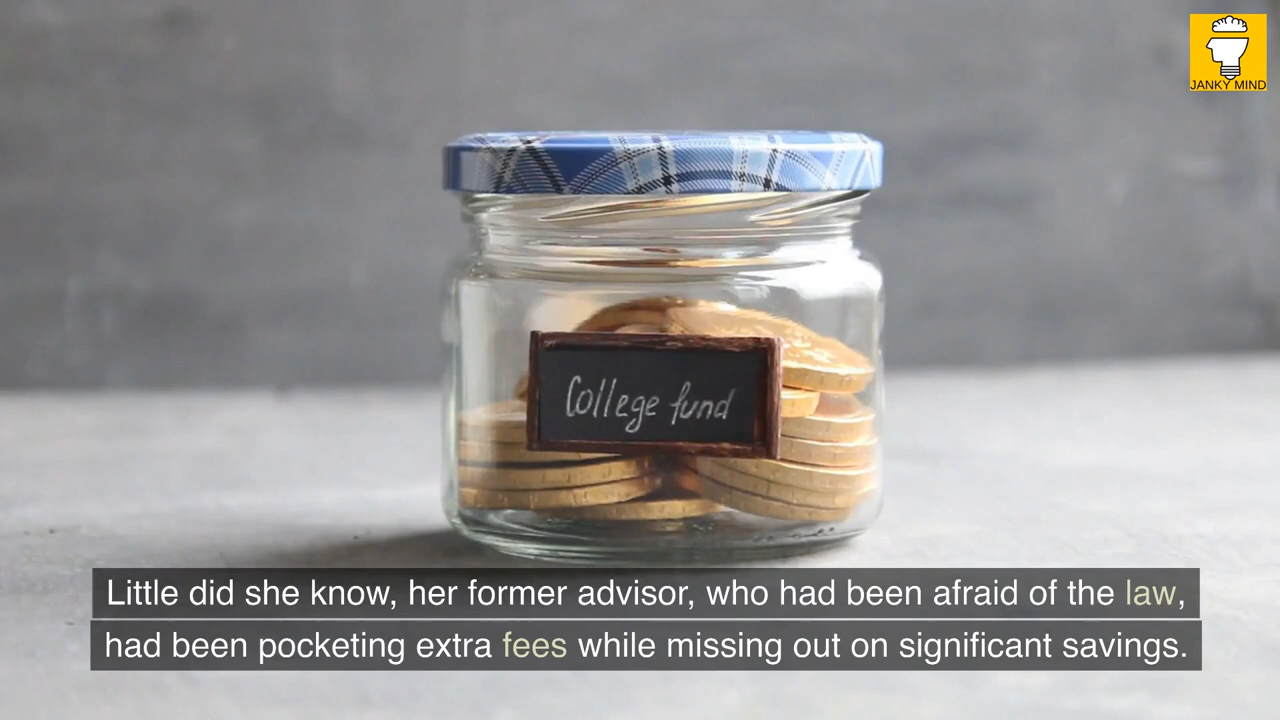 JANKY MIND
College fund
Little did she know, her former advisor, who had been afraid of the law,
had been pocketing extra fees while missing out on significant savings.